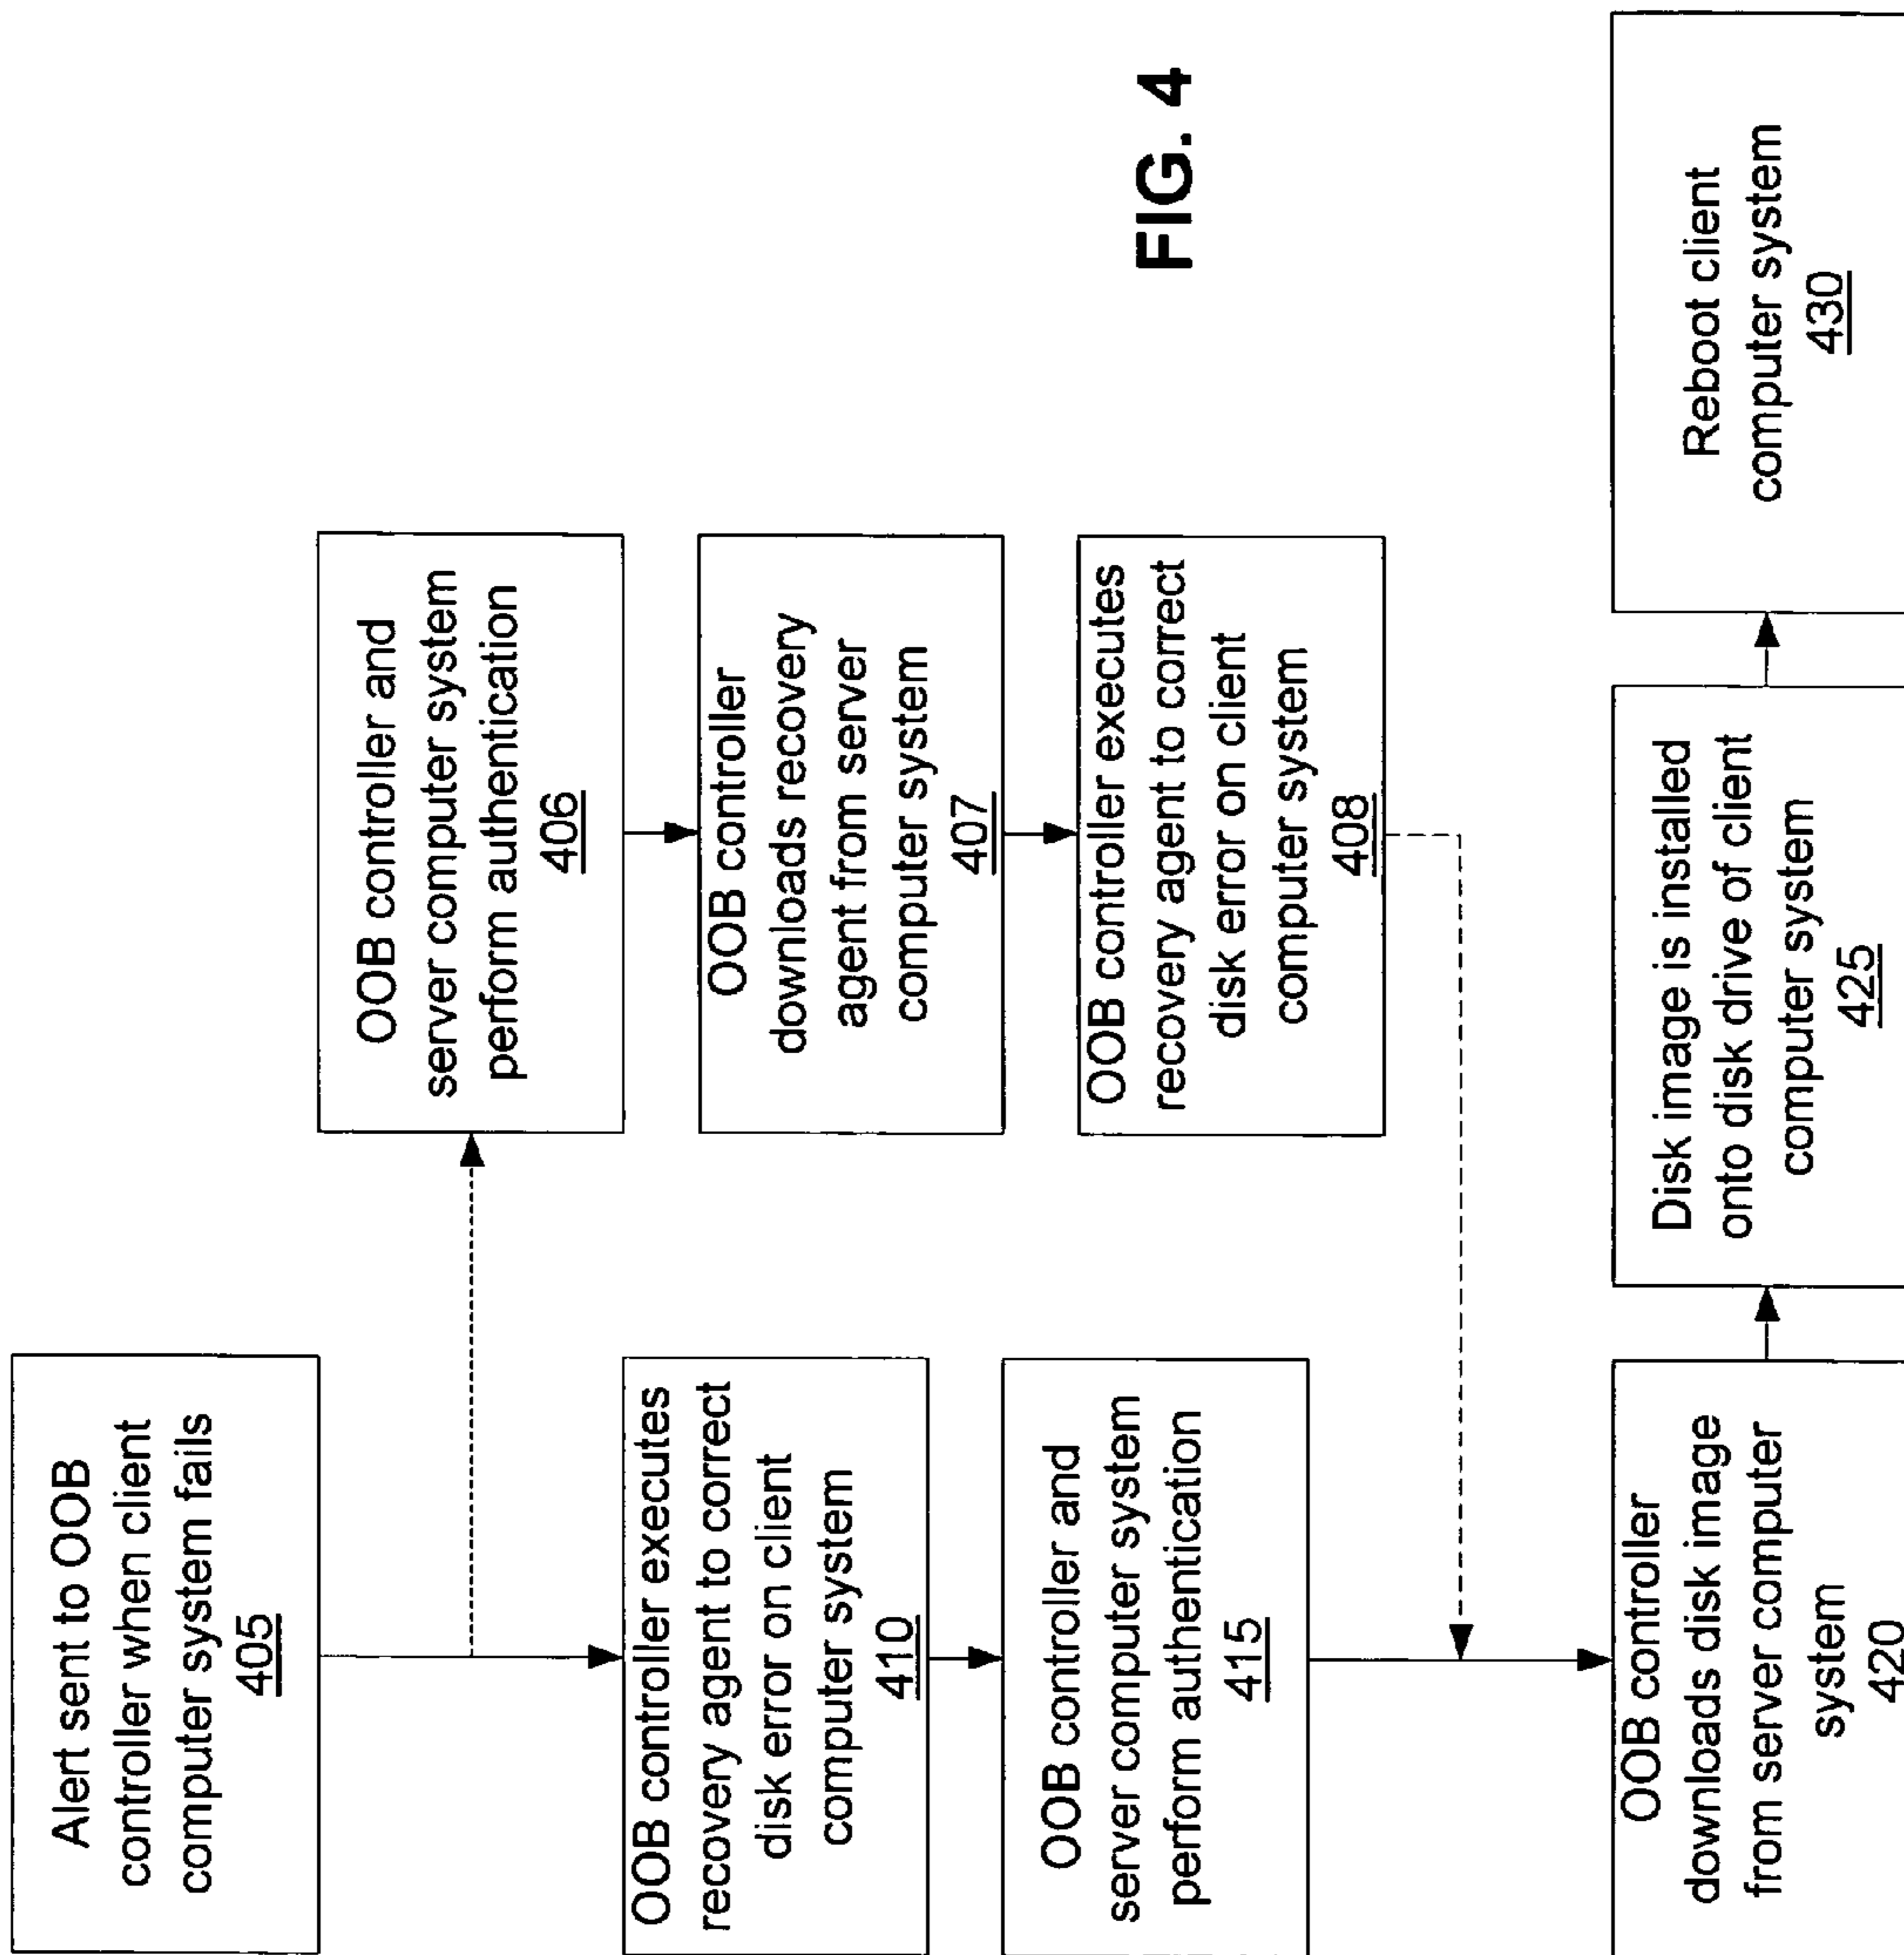 Alert sent to OOB
controller when client
computer system fails
405
OOB controller and
server computer system
perform authentication
406
OOB controller
downloads recovery
agent from server
computer system
407
OOB controller executes
recovery agent to correct
disk error on client
computer system
408
OOB controller executes
recovery agent to correct
disk error on client
computer system
410
OOB controller and
server computer system
perform authentication
415
OOB controller
downloads disk image
from server computer
system
420
Disk image is installed
onto disk drive of client
computer system
425
Reboot client
computer system
430
FIG. 4